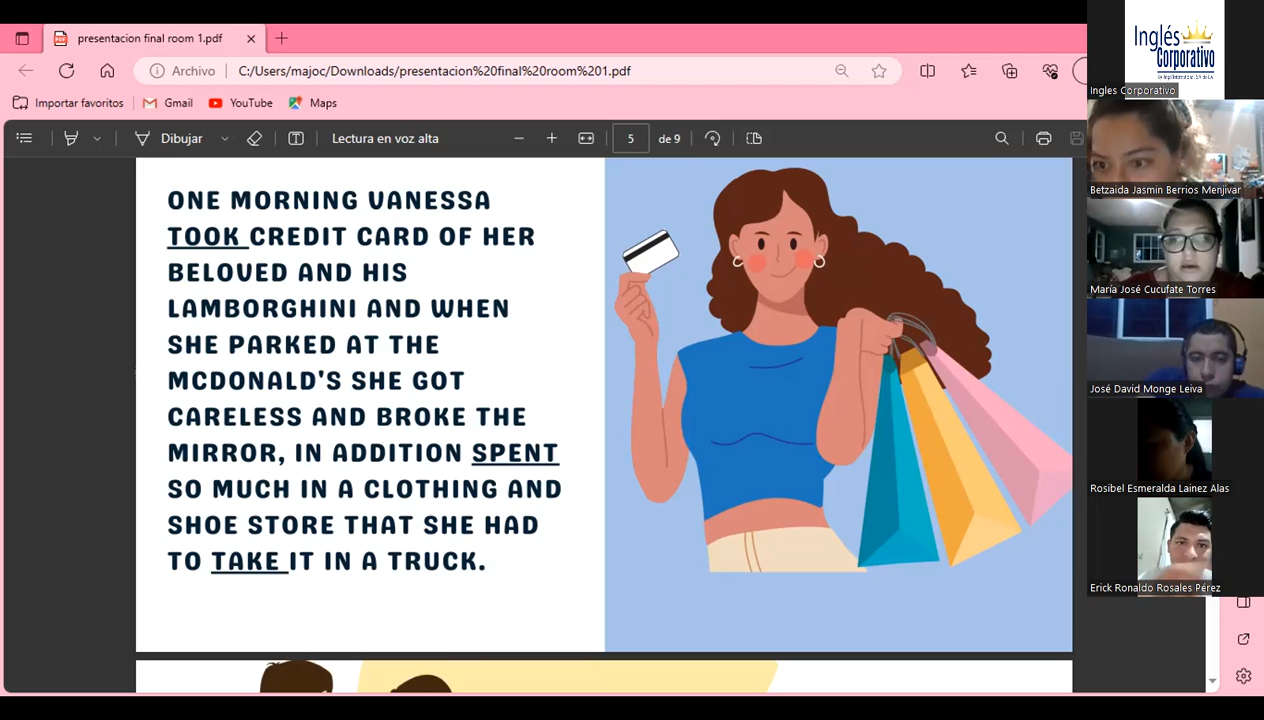 presentacion final room 1.pdf
Archivo
C:/Users/majoc/Downloads/presentacion%20final%20room%201.pdf
Importar favoritos
Gmail
YouTube
Maps
Dibujar
Lectura en voz alta
5
de 9
ONE MORNING VANESSA
TOOK CREDIT CARD OF HER
BELOVED AND HIS
LAMBORGHINI AND WHEN
SHE PARKED AT THE
MCDONALD'S SHE GOT
CARELESS AND BROKE THE
MIRROR, IN ADDITION SPENT
SO MUCH IN A CLOTHING AND
SHOE STORE THAT SHE HAD
TO TAKE IT IN A TRUCK.
Inglés
Corporativo
Ingles Corporativo
Betzaida Jasmin Berrios Menjivar
María José Cucufate Torres
José David Monge Leiva
Rosibel Esmeralda Lainez Alas
Erick Ronaldo Rosales Pérez